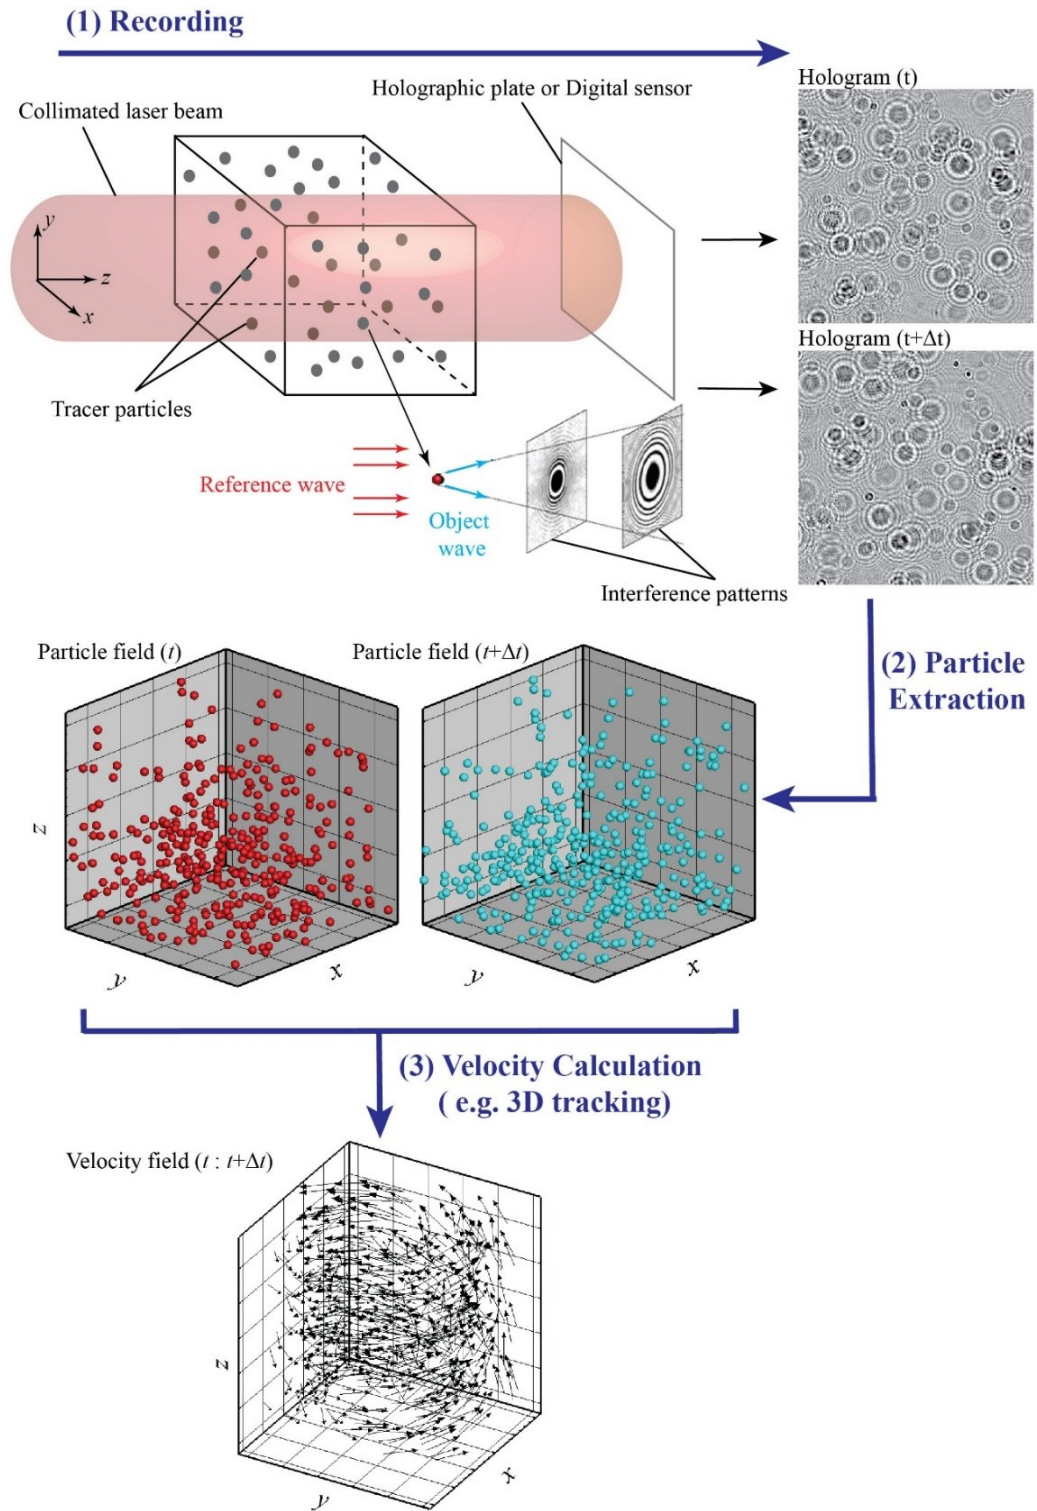 (1) Recording
Holographic plate or Digital sensor
Hologram (t)
Collimated laser beam
y
z
x
Hologram (t+Δt)
Tracer particles
Reference wave
Object
wave
Interference patterns
(2) Particle
Extraction
Particle field (t)
Particle field (t+Δt)
z
y
x
y
x
(3) Velocity Calculation
( e.g. 3D tracking)
Velocity field (t : t+Δt)
z
y
x